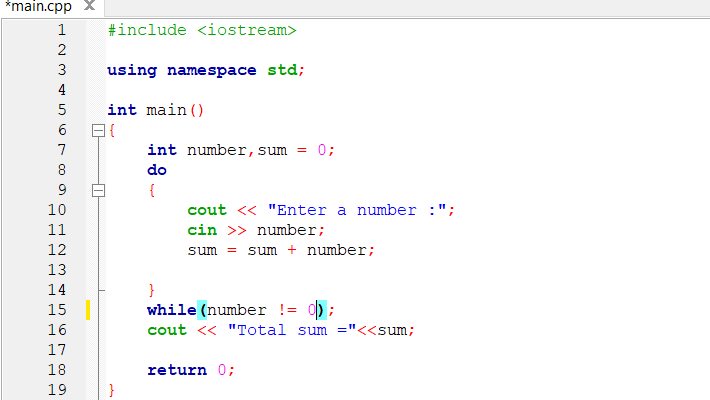 *main.cpp X
1 #include <iostream>
2
3 using namespace std;
4
5 int main()
6 {
7 int number,sum = 0;
8 do
9 {
10 cout << "Enter a number :";
11 cin >> number;
12 sum = sum + number;
13
14 }
15 while(number != 0);
16 cout << "Total sum ="<<sum;
17
18 return 0;
19 }